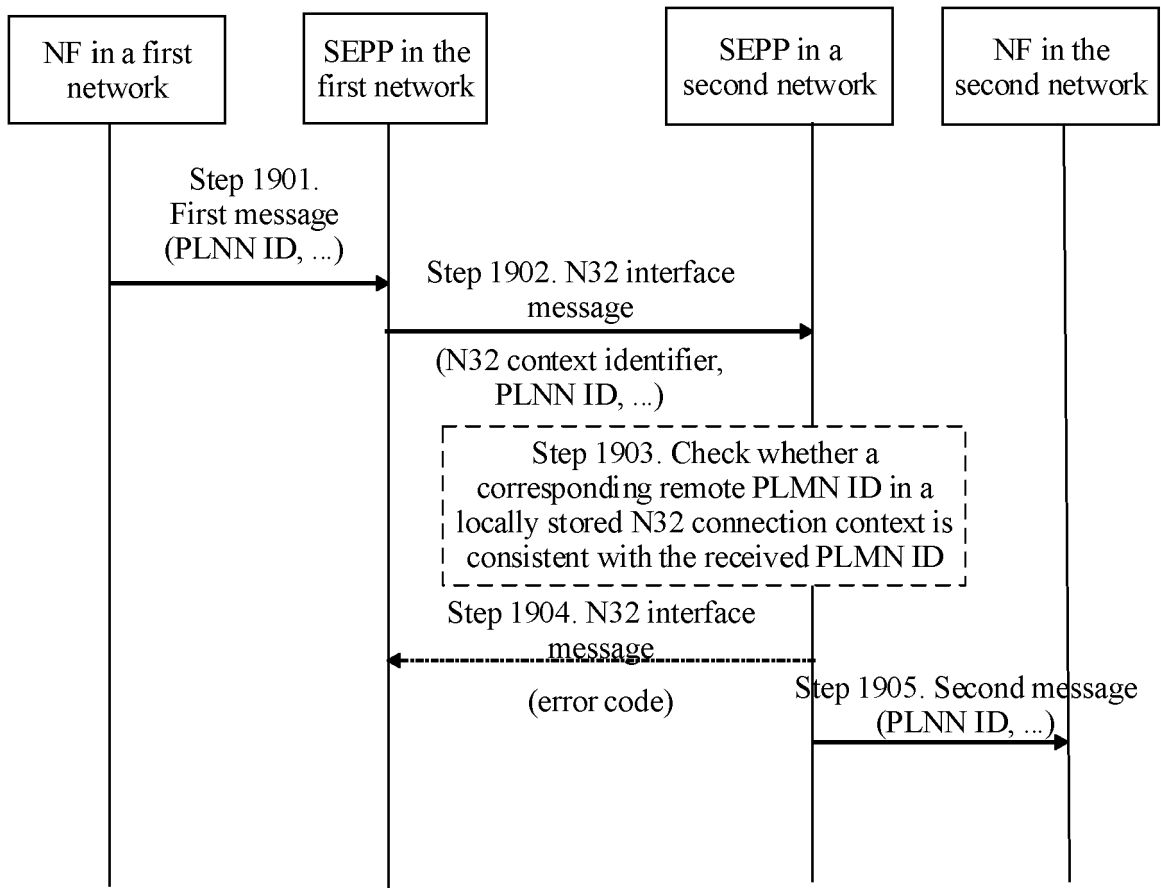 NF in a first
network
SEPP in the
first network
SEPP in a
second network
NF in the
second network
Step 1901.
First message
(PLNN ID, ...)
Step 1902. N32 interface
message
(N32 context identifier,
PLNN ID, ...)
Step 1903. Check whether a
corresponding remote PLMN ID in a
locally stored N32 connection context is
consistent with the received PLMN ID
Step 1904. N32 interface
message
(error code)
Step 1905. Second message
(PLNN ID, ...)